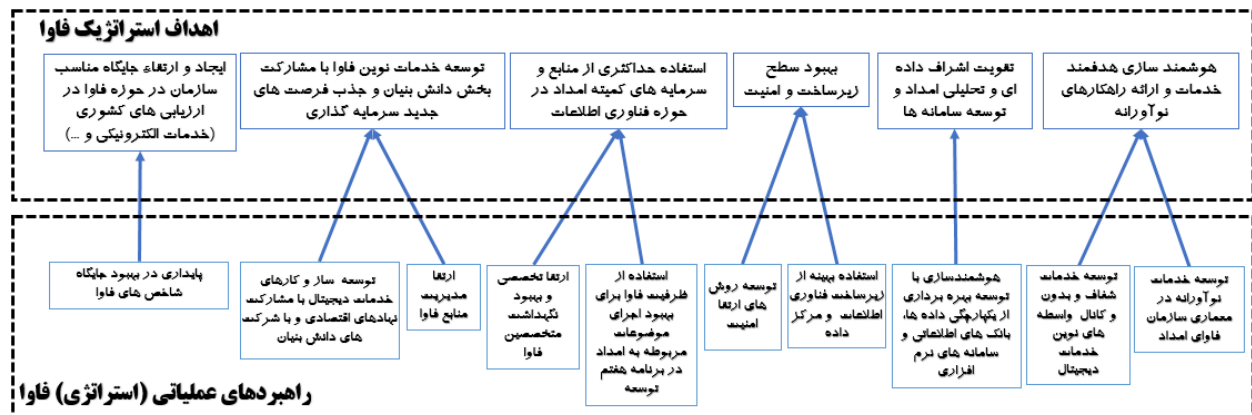 اهداف استراتژیک فاوا
هوشمند سازی هدفمند
خدمات و ارائه راهکارهای
نوآورانه
تقویت اشراف داده
ای و تحلیلی امداد و
توسعه سامانه ها
بهبود سطح
زیرساخت و امنیت
استفاده حداکثری از منابع و
سرمایه های کمیته امداد در
حوزه فناوری اطلاعات
توسعه خدمات نوین فاوا با مشارکت
بخش دانش بنیان و جذب فرصت های
جدید سرمایه گذاری
ایجاد و ارتقاء جایگاه مناسب
سازمان در حوزه فاوا در
ارزیابی های کشوری
(خدمات الکترونیکی و ...)
توسعه خدمات
نوآورانه در
معماری سازمان
فاوای امداد
توسعه خدمات
شفاف و بدون
واسطه و کانال
های نوین
خدمات
دیجیتال
هوشمندسازی با
توسعه بهره برداری
از یکپارچگی داده ها،
بانک های اطلاعاتی و
سامانه های نرم
افزاری
استفاده بهینه از
زیرساخت فناوری
اطلاعات و مرکز
داده
توسعه روش
های ارتقا
امنیت
استفاده از
ظرفیت فاوا برای
بهبود اجرای
موضوعات
مربوطه به امداد
در برنامه هفتم
توسعه
ارتقا تخصصی
و بهبود
نگهداشت
متخصصین
فاوا
ارتقا
مدیریت
منابع فاوا
توسعه ساز و کارهای
خدمات دیجیتال با مشارکت
نهادهای اقتصادی و با شرکت
های دانش بنیان
پایداری در بهبود جایگاه
شاخص های فاوا
راهبردهای عملیاتی (استراتژی) فاوا